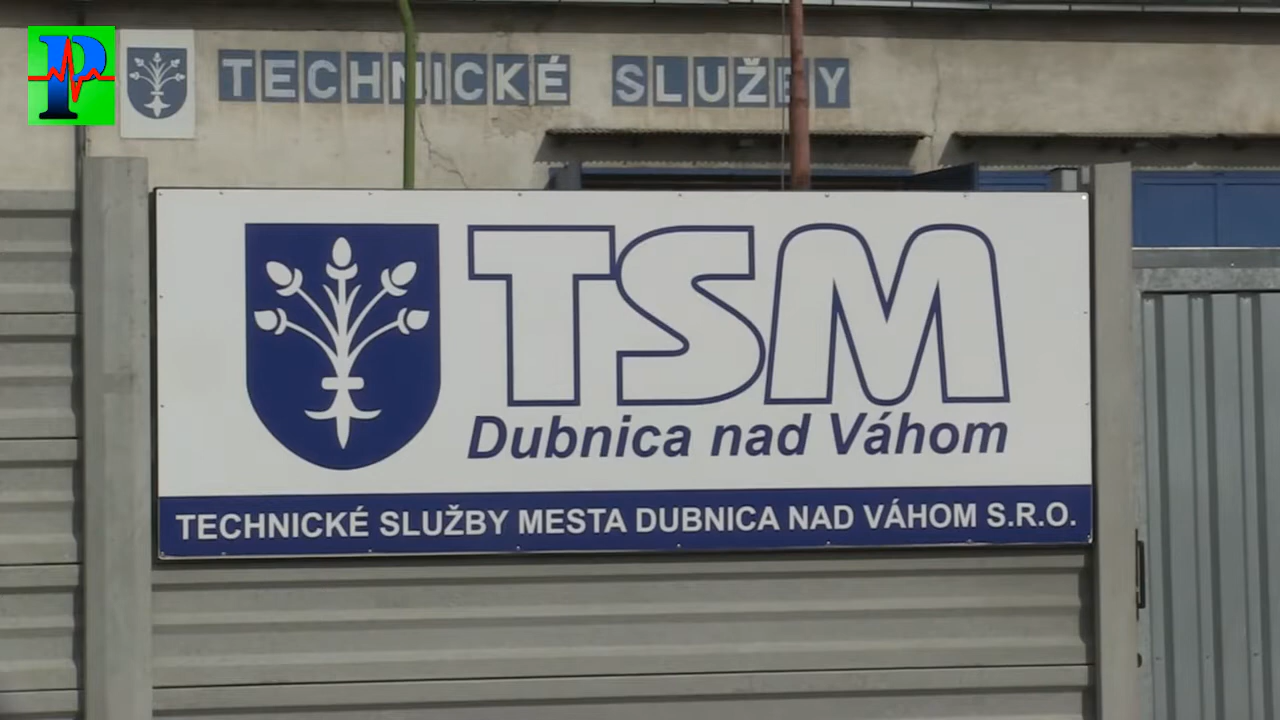 P
TECHNICKÉ SLUŽBY
TSM
Dubnica nad Váhom
TECHNICKÉ SLUŽBY MESTA DUBNICA NAD VÁHOM S.R.O.